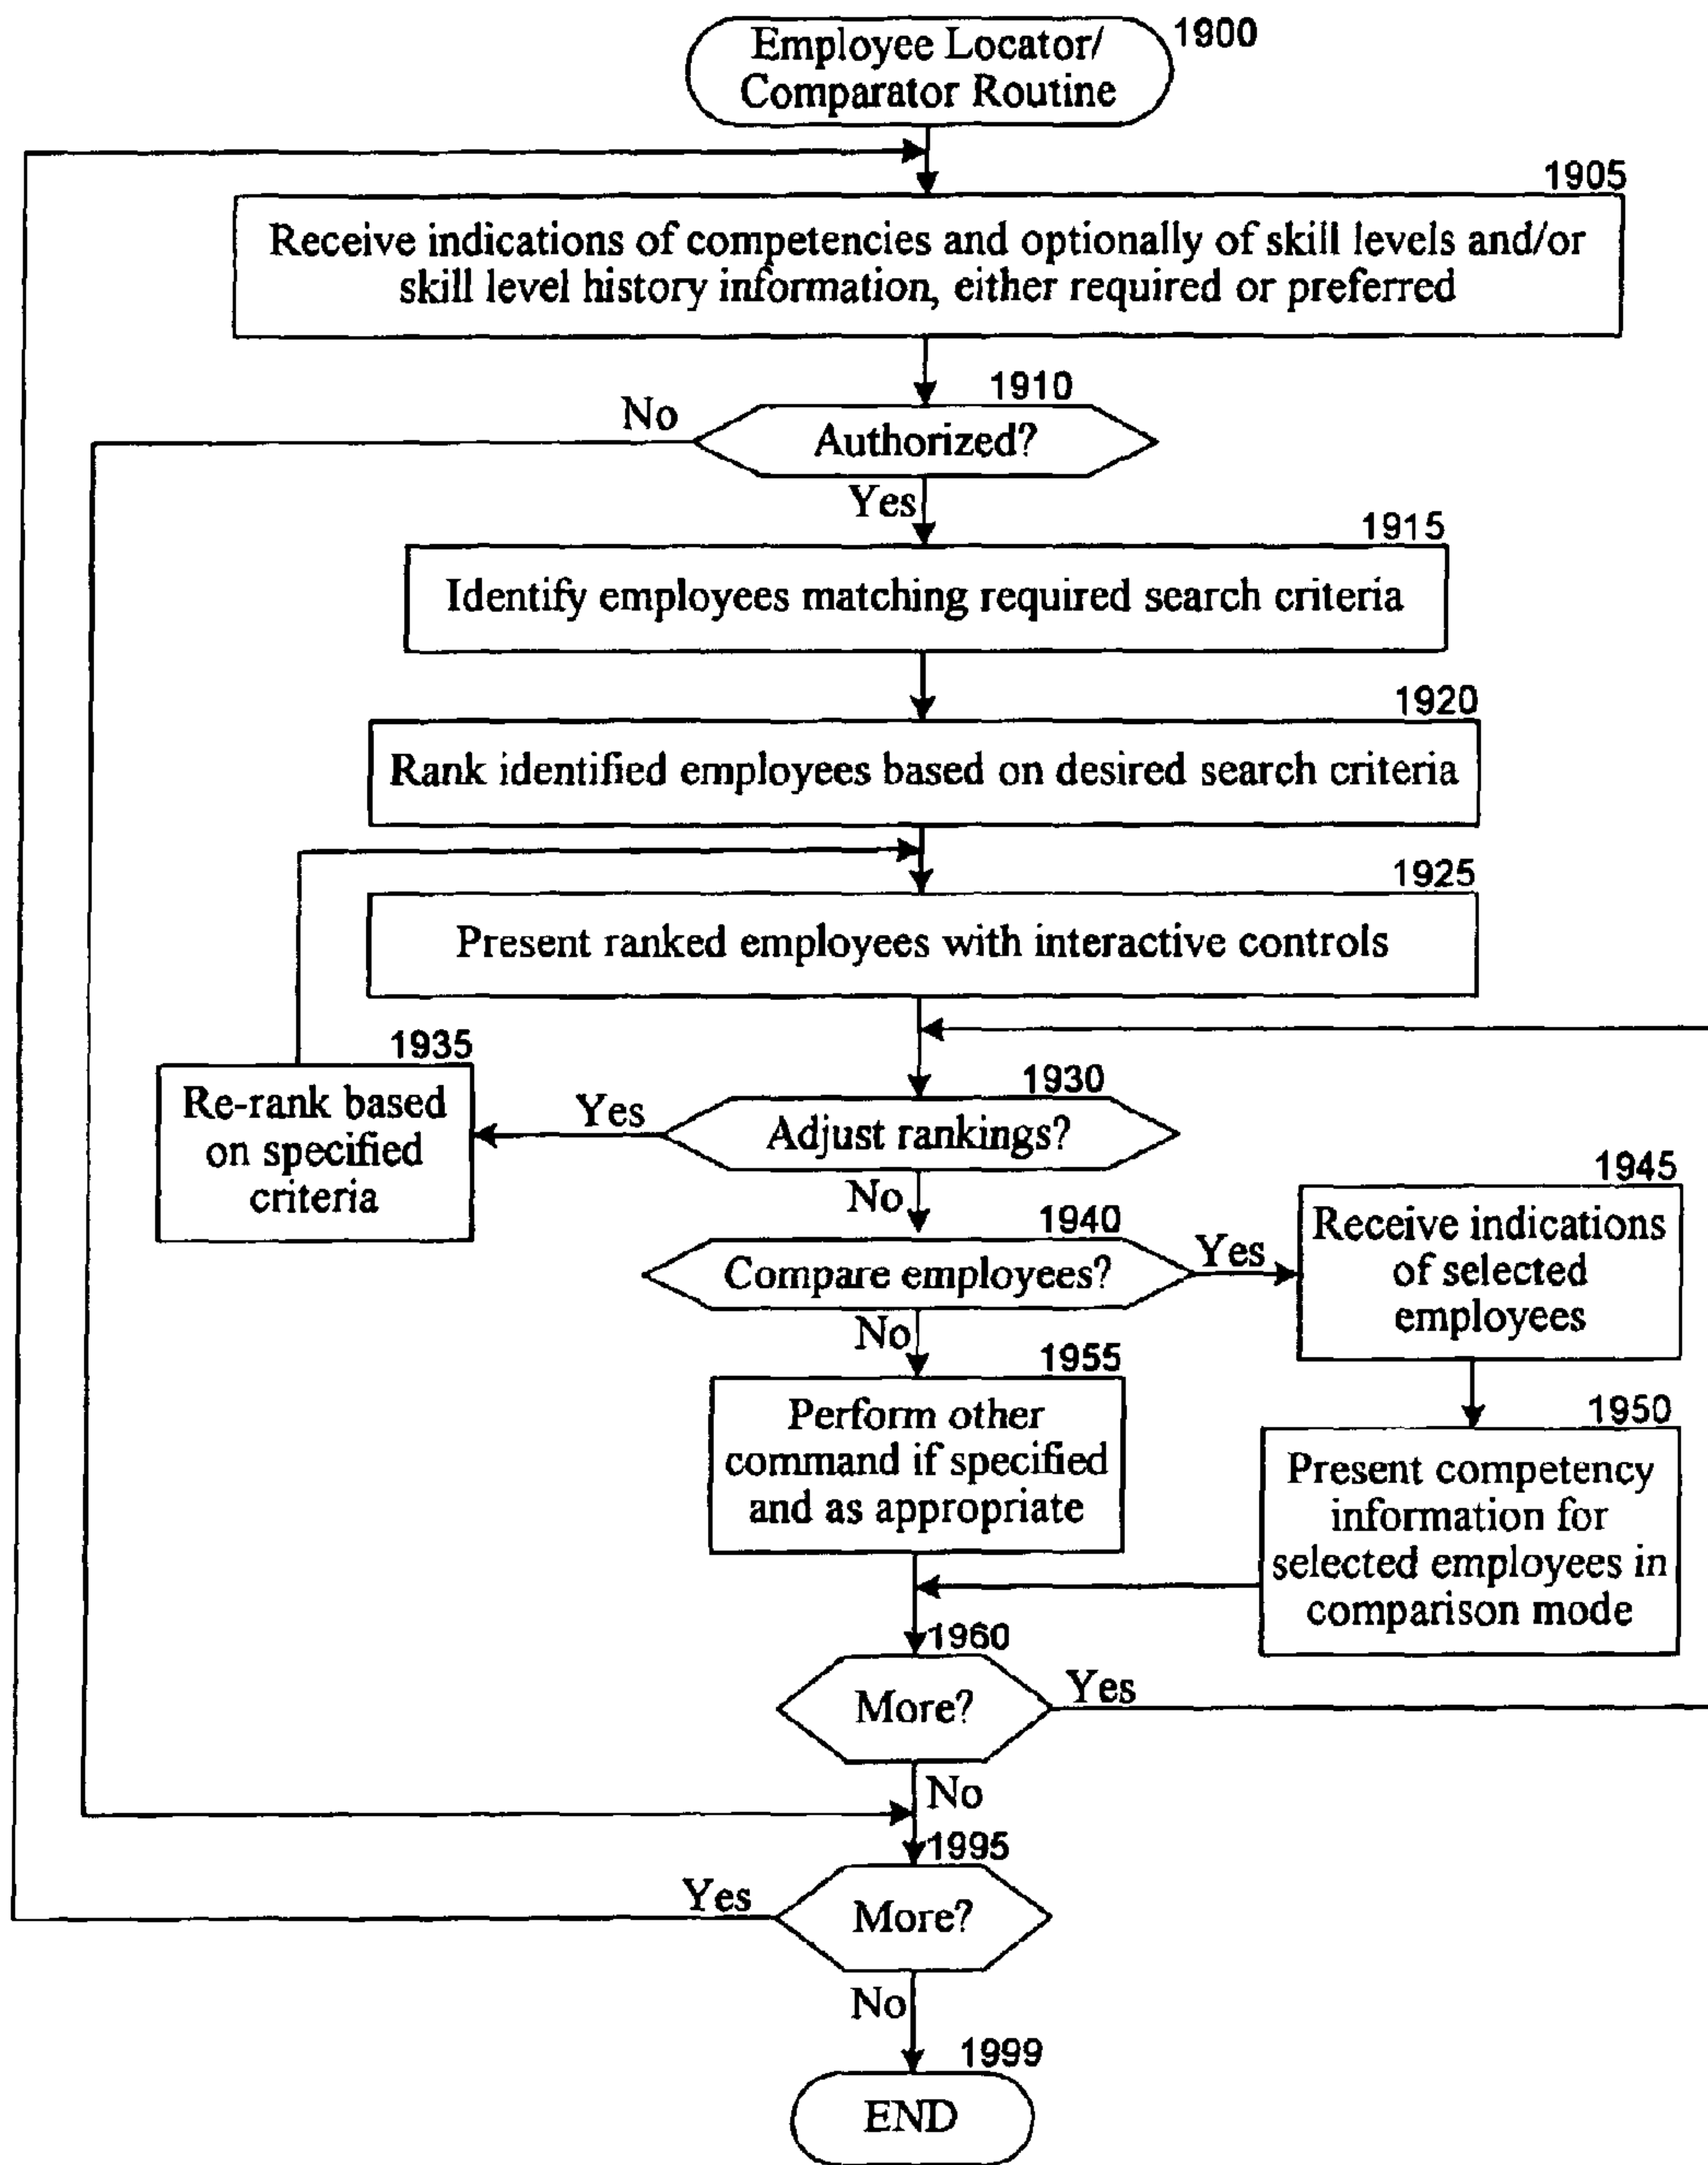 Employee Locator/
Comparator Routine
1900
1905
Receive indications of competencies and optionally of skill levels and/or
skill level history information, either required or preferred
1910
No
Authorized?
Yes
1915
Identify employees matching required search criteria
1920
Rank identified employees based on desired search criteria
1925
Present ranked employees with interactive controls
1935
Re-rank based
on specified
criteria
1930
Yes
Adjust rankings?
No
1940
Compare employees?
Yes
1945
Receive indications
of selected
employees
No
1955
Perform other
command if specified
and as appropriate
1950
Present competency
information for
selected employees in
comparison mode
1960
More?
Yes
No
1995
Yes
More?
No
1999
END